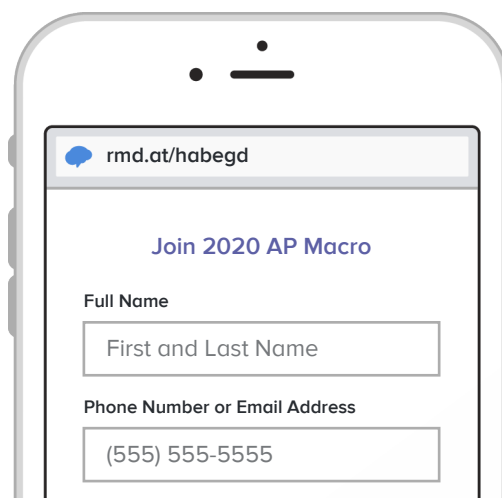 rmd.at/habegd
Join 2020 AP Macro
Full Name
First and Last Name
Phone Number or Email Address
(555) 555-5555